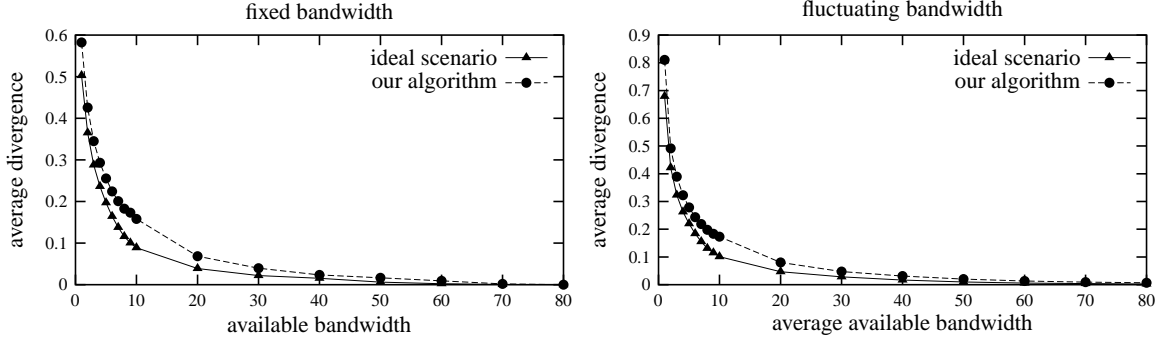 fixed bandwidth
0.6
0.5
0.4
0.3
0.2
0.1
0
average divergence
ideal scenario
our algorithm
0 10 20 30 40 50 60 70 80
available bandwidth
fluctuating bandwidth
0.9
0.8
0.7
0.6
0.5
0.4
0.3
0.2
0.1
0
average divergence
ideal scenario
our algorithm
0 10 20 30 40 50 60 70 80
average available bandwidth